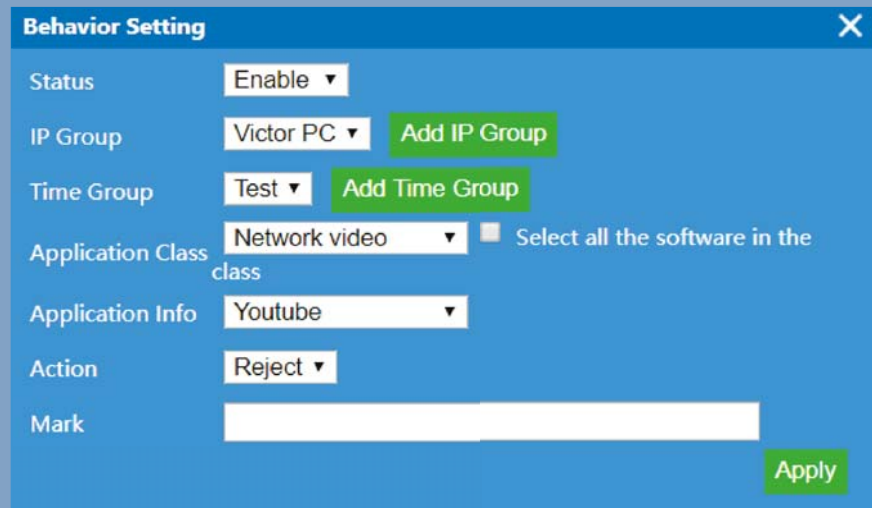 Behavior Setting
Status Enable
IP Group Victor PC Add IP Group
Time Group Test Add Time Group
Application Class Network video Select all the software in the
class
Application Info Youtube
Action Reject
Mark
Apply